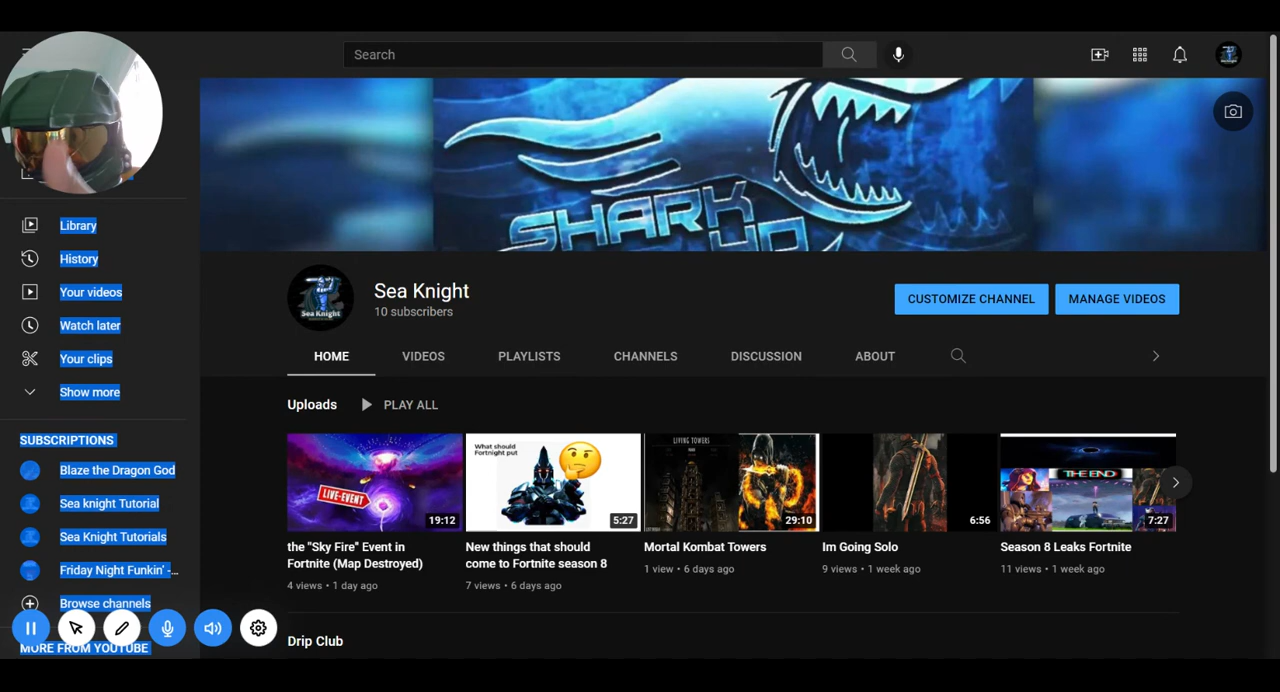 Search
Library
History
Your videos
Watch later
Your clips
Show more
SUBSCRIPTIONS
Blaze the Dragon God
Sea knight Tutorial
Sea Knight Tutorials
Friday Night Funkin' -...
Browse channels
MORE FROM YOUTUBE
SHARK
Sea Knight
Sea Knight
10 subscribers
CUSTOMIZE CHANNEL
MANAGE VIDEOS
HOME
VIDEOS
PLAYLISTS
CHANNELS
DISCUSSION
ABOUT
Uploads
PLAY ALL
LIVE-EVENT
19:12
the "Sky Fire" Event in
Fortnite (Map Destroyed)
4 views • 1 day ago
What should
Fortnight put
5:27
New things that should
come to Fortnite season 8
7 views • 6 days ago
LIVING TOWERS
29:10
Mortal Kombat Towers
1 view • 6 days ago
6:56
Im Going Solo
9 views • 1 week ago
THE END
7:27
Season 8 Leaks Fortnite
11 views • 1 week ago
Drip Club